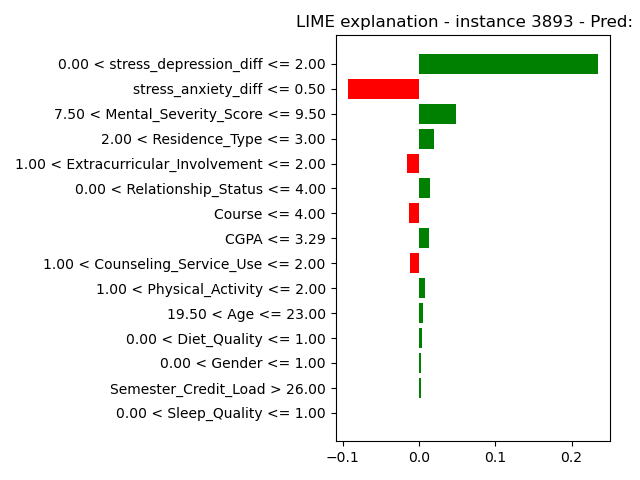 LIME explanation - instance 3893 - Pred:
0.00 < stress_depression_diff <= 2.00
stress_anxiety_diff <= 0.50
7.50 < Mental_Severity_Score <= 9.50
2.00 < Residence_Type <= 3.00
1.00 < Extracurricular_Involvement <= 2.00
0.00 < Relationship_Status <= 4.00
Course <= 4.00
CGPA <= 3.29
1.00 < Counseling_Service_Use <= 2.00
1.00 < Physical_Activity <= 2.00
19.50 < Age <= 23.00
0.00 < Diet_Quality <= 1.00
0.00 < Gender <= 1.00
Semester_Credit_Load > 26.00
0.00 < Sleep_Quality <= 1.00
−0.1 0.0 0.1 0.2